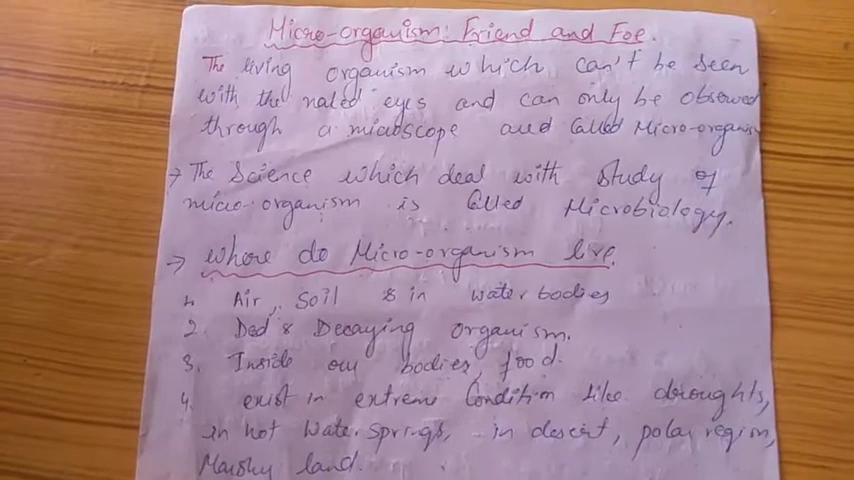 Micro-organism: Friend and Foe.
The living organism which can't be seen
with the naked eyes and can only be observed
through a microscope and Called Micro-organism
→ The Science which deal with study of
micro-organism is Called Microbiology.
→ Where do Micro-organism live.
1. Air, Soil & in water bodies
2. Ded & Decaying organism.
3. Inside our bodies, food.
4. exist in extreme Condition like droughts,
in hot Water springs, in desert, polar region,
Marshy land.